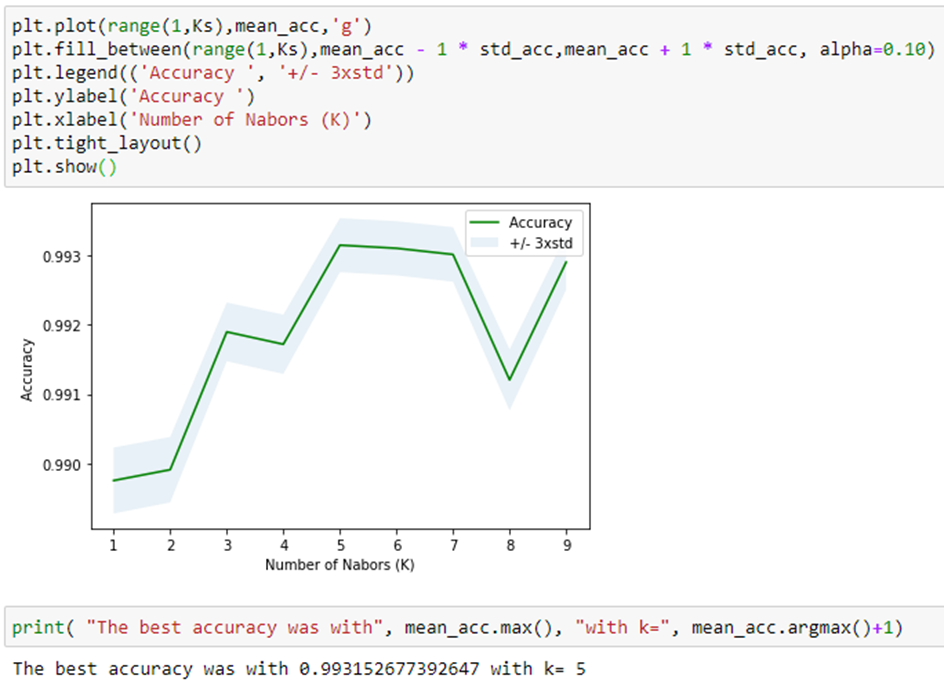 plt.plot(range(1,Ks),mean_acc,'g')
plt.fill_between(range(1,Ks),mean_acc - 1 * std_acc,mean_acc + 1 * std_acc, alpha=0.10)
plt.legend(('Accuracy ', '+/- 3xstd'))
plt.ylabel('Accuracy ')
plt.xlabel('Number of Nabors (K)')
plt.tight_layout()
plt.show()
Accuracy
+/- 3xstd
0.993
0.992
0.991
0.990
Accuracy
1 2 3 4 5 6 7 8 9
Number of Nabors (K)
print( "The best accuracy was with", mean_acc.max(), "with k=", mean_acc.argmax()+1)
The best accuracy was with 0.993152677392647 with k= 5